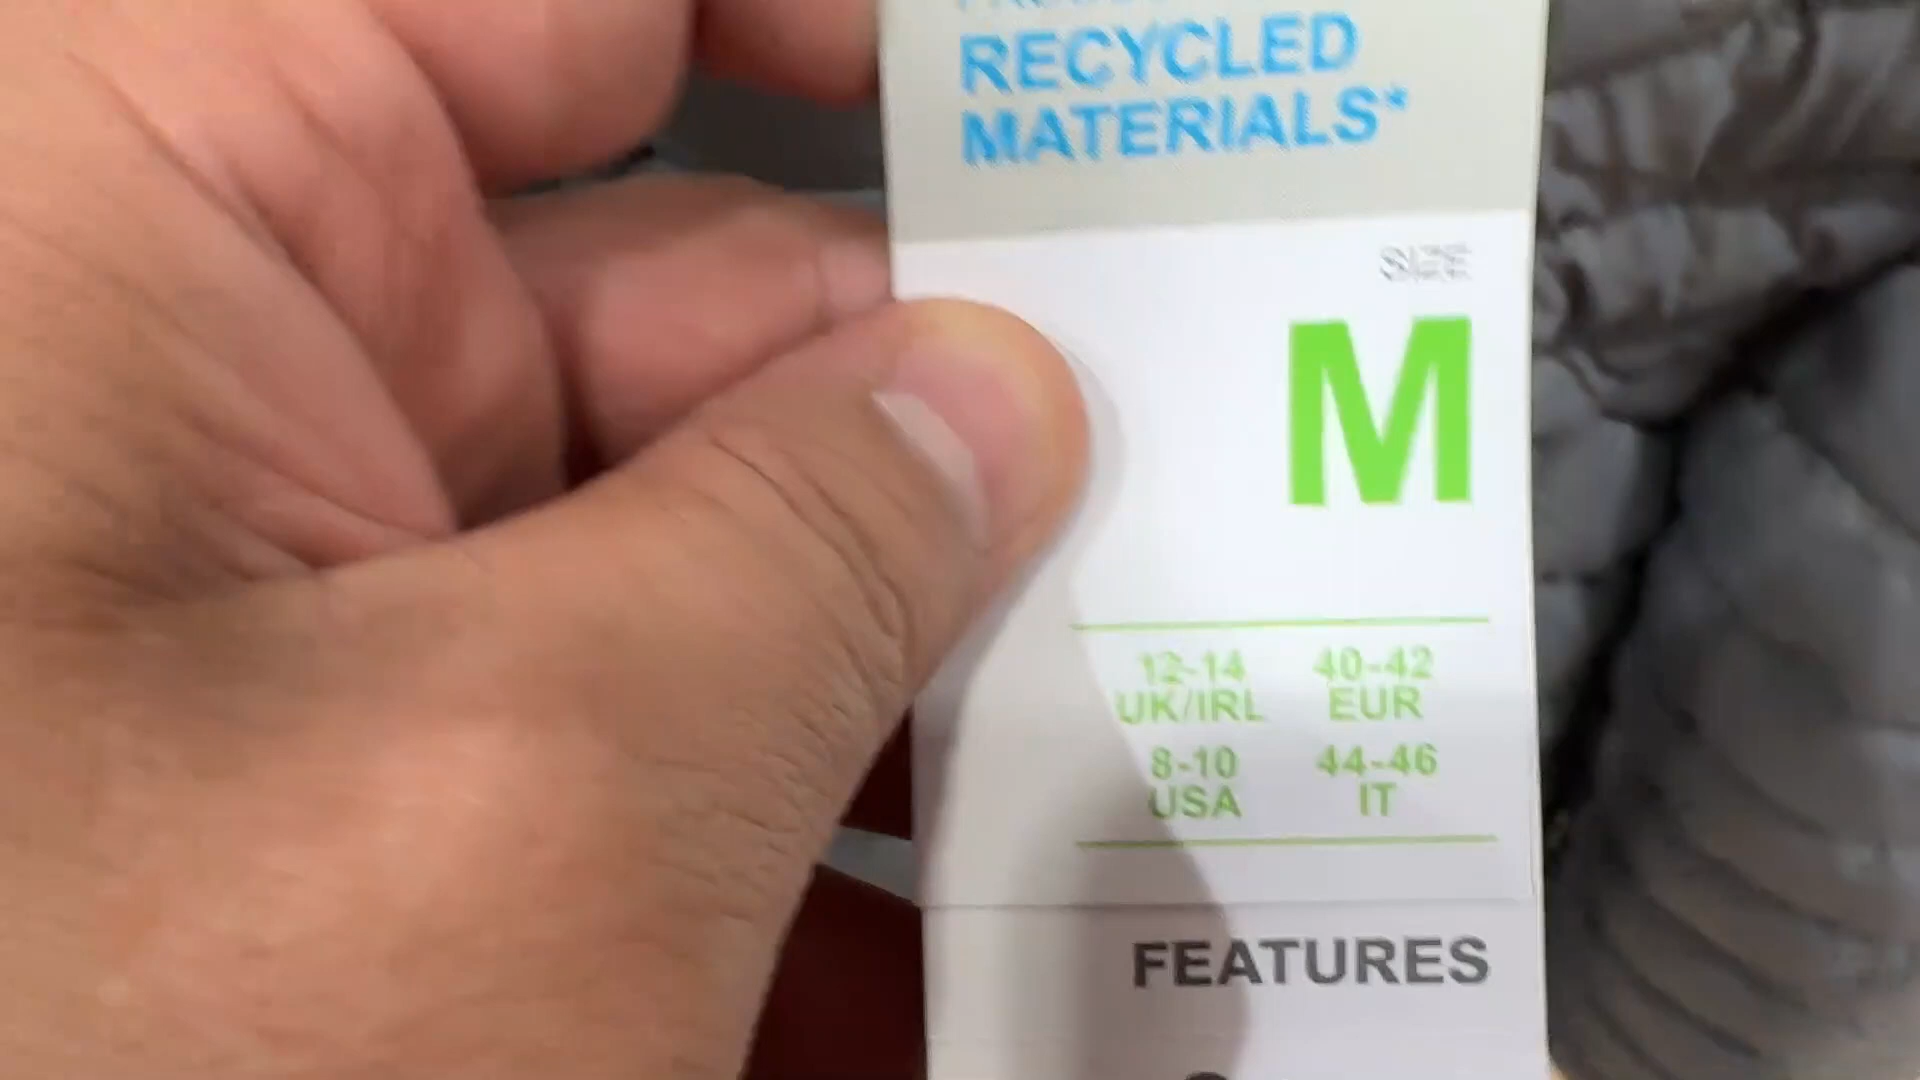 RECYCLED
MATERIALS*
SIZE
M
12-14 40-42
UK/IRL EUR
8-10 44-46
USA IT
FEATURES